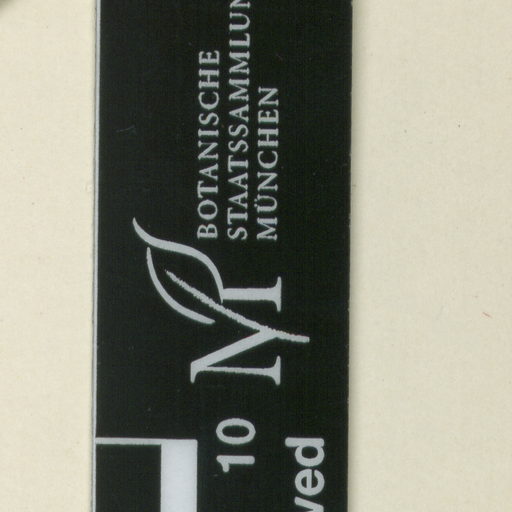 BOTANISCHE
STAATSSAMMLUN
MÜNCHEN
10
ved